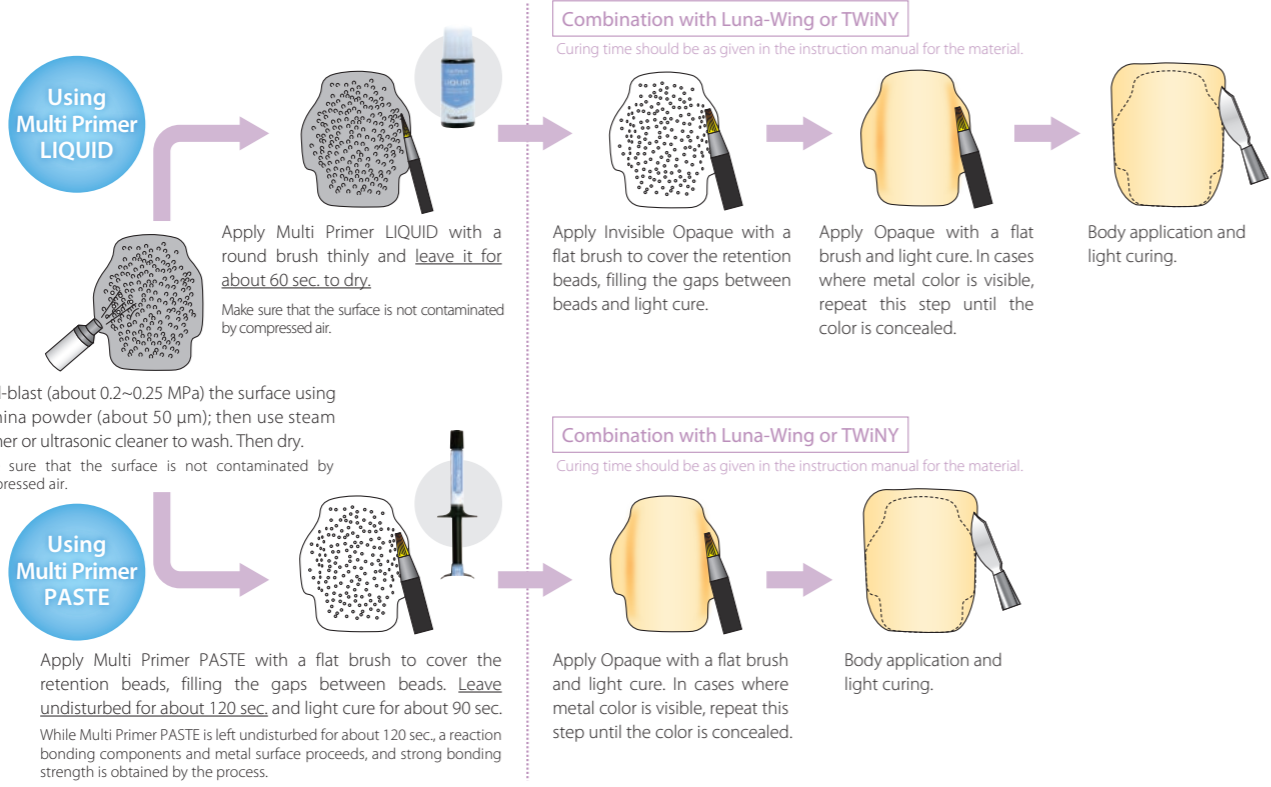 Combination with Luna-Wing or TWiNY
Curing time should be as given in the instruction manual for the material.
Using
Multi Primer
LIQUID
Apply Multi Primer LIQUID with a
round brush thinly and leave it for
about 60 sec. to dry.
Make sure that the surface is not contaminated
by compressed air.
Apply Invisible Opaque with a
flat brush to cover the retention
beads, filling the gaps between
beads and light cure.
Apply Opaque with a flat
brush and light cure. In cases
where metal color is visible,
repeat this step until the
color is concealed.
Body application and
light curing.
-blast (about 0.2~0.25 MPa) the surface using
ina powder (about 50 μm); then use steam
er or ultrasonic cleaner to wash. Then dry.
sure that the surface is not contaminated by
pressed air.
Combination with Luna-Wing or TWiNY
Curing time should be as given in the instruction manual for the material.
Using
Multi Primer
PASTE
Apply Multi Primer PASTE with a flat brush to cover the
retention beads, filling the gaps between beads. Leave
undisturbed for about 120 sec. and light cure for about 90 sec.
While Multi Primer PASTE is left undisturbed for about 120 sec., a reaction
bonding components and metal surface proceeds, and strong bonding
strength is obtained by the process.
Apply Opaque with a flat brush
and light cure. In cases where
metal color is visible, repeat this
step until the color is concealed.
Body application and
light curing.